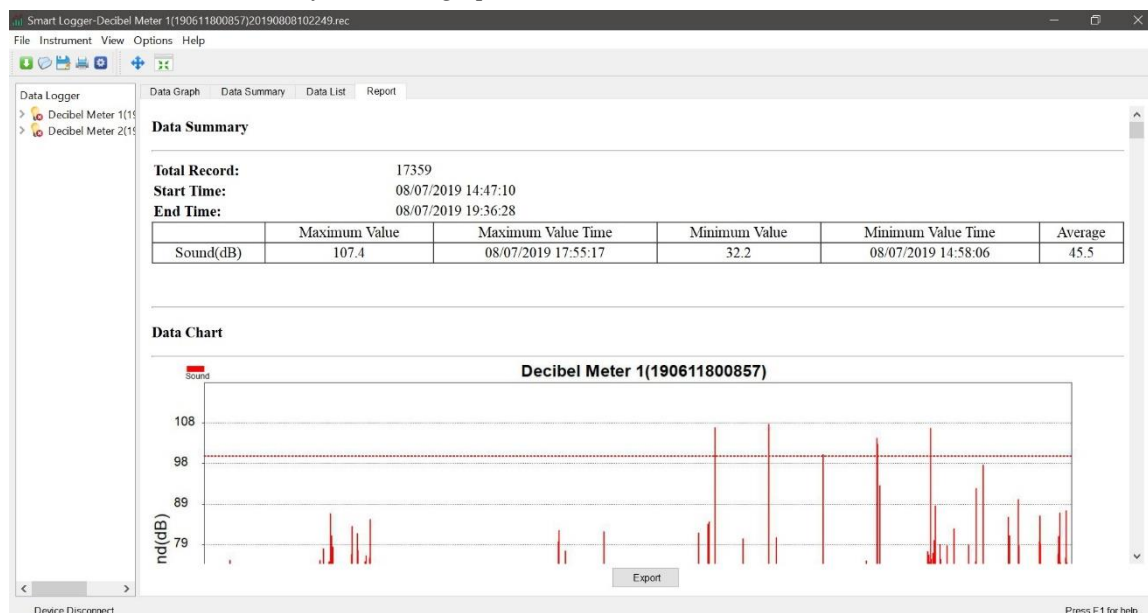 Smart Logger-Decibel Meter 1(190611800857)20190808102249.rec
File Instrument View Options Help
Data Logger
Decibel Meter 1(19
Decibel Meter 2(19
Data Graph Data Summary Data List Report
Data Summary
Total Record: 17359
Start Time: 08/07/2019 14:47:10
End Time: 08/07/2019 19:36:28
Maximum Value Maximum Value Time Minimum Value Minimum Value Time Average
Sound(dB) 107.4 08/07/2019 17:55:17 32.2 08/07/2019 14:58:06 45.5
Data Chart
Sound
Decibel Meter 1(190611800857)
108
98
89
79
nd(dB)
Export
Device Disconnect Press F1 for help